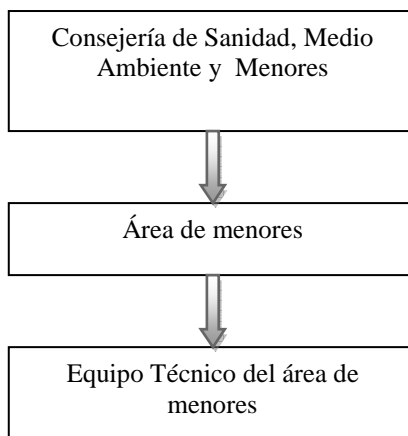 Consejería de Sanidad, Medio
Ambiente y Menores
Área de menores
Equipo Técnico del área de
menores